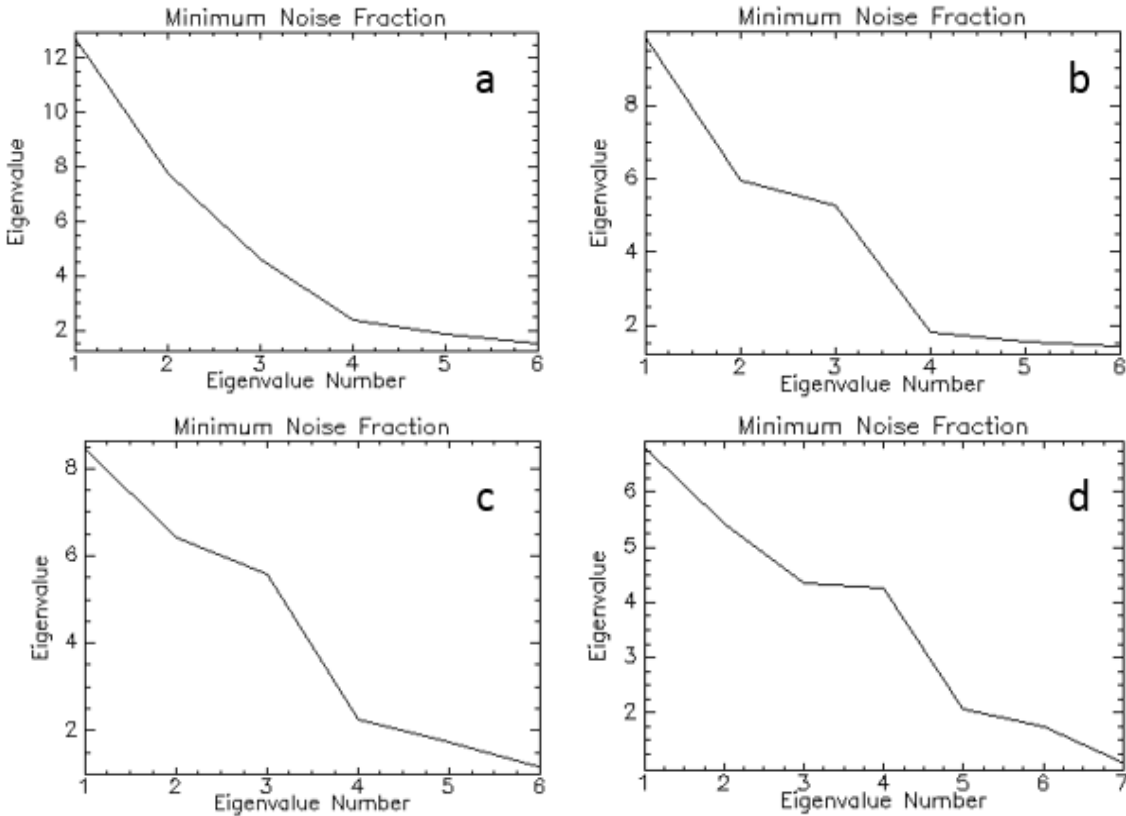 Minimum Noise Fraction
a
Eigenvalue
12
10
8
6
4
2
1 2 3 4 5 6
Eigenvalue Number
Minimum Noise Fraction
b
Eigenvalue
8
6
4
2
1 2 3 4 5 6
Eigenvalue Number
Minimum Noise Fraction
c
Eigenvalue
8
6
4
2
1 2 3 4 5 6
Eigenvalue Number
Minimum Noise Fraction
d
Eigenvalue
6
5
4
3
2
1 2 3 4 5 6 7
Eigenvalue Number